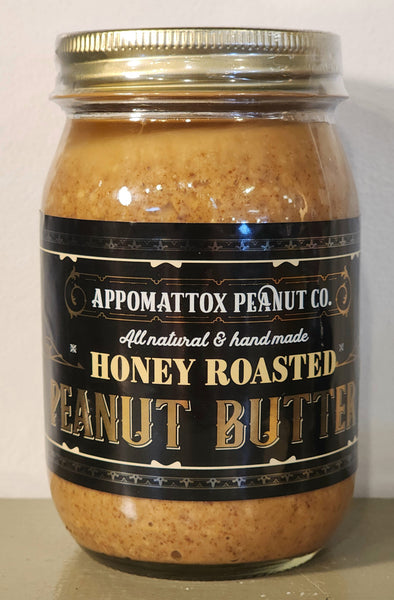 APPOMATTOX PEANUT CO.
All natural & handmade
HONEY ROASTED
PEANUT BUTTER